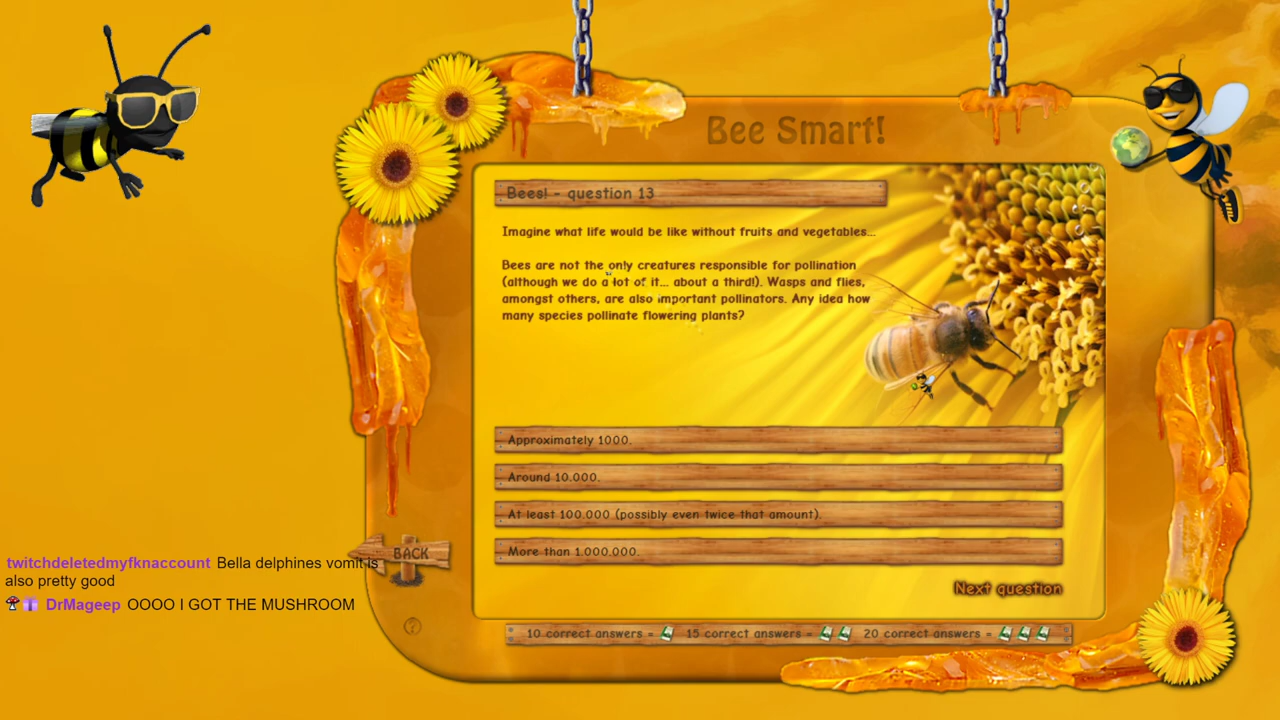 Bee Smart!
Bees! - question 13
Imagine what life would be like without fruits and vegetables...
Bees are not the only creatures responsible for pollination
(although we do a lot of it... about a third!). Wasps and flies,
amongst others, are also important pollinators. Any idea how
many species pollinate flowering plants?
Approximately 1000.
Around 10.000.
At least 100.000 (possibly even twice that amount).
More than 1.000.000.
BACK
Next question
?
10 correct answers =
15 correct answers =
20 correct answers =
twitchdeletedmyfknaccount Bella delphines vomit is
also pretty good
DrMageep OOOO I GOT THE MUSHROOM